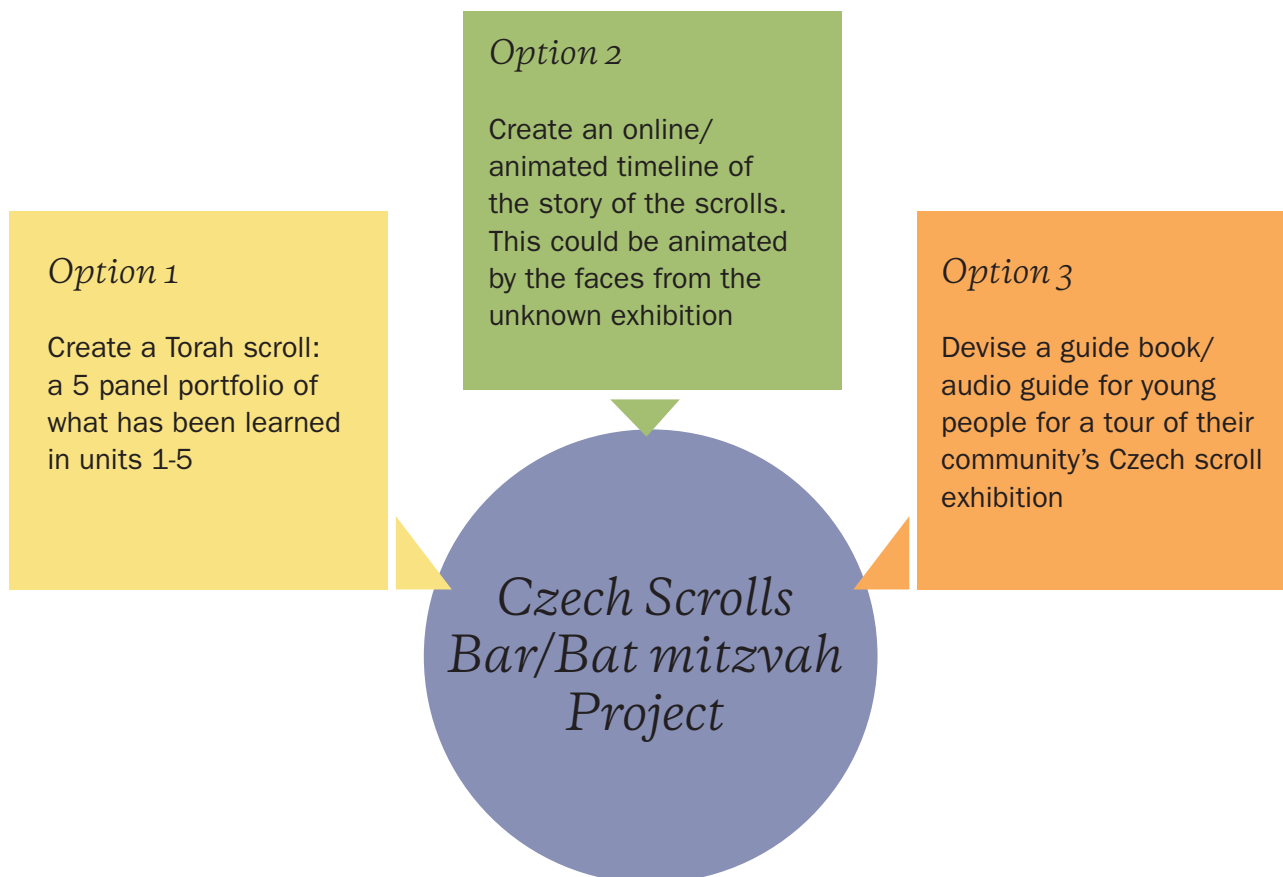 Option 1
Create a Torah scroll:
a 5 panel portfolio of
what has been learned
in units 1-5
Option 2
Create an online/
animated timeline of
the story of the scrolls.
This could be animated
by the faces from the
unknown exhibition
Option 3
Devise a guide book/
audio guide for young
people for a tour of their
community’s Czech scroll
exhibition
Czech Scrolls
Bar/Bat mitzvah
Project